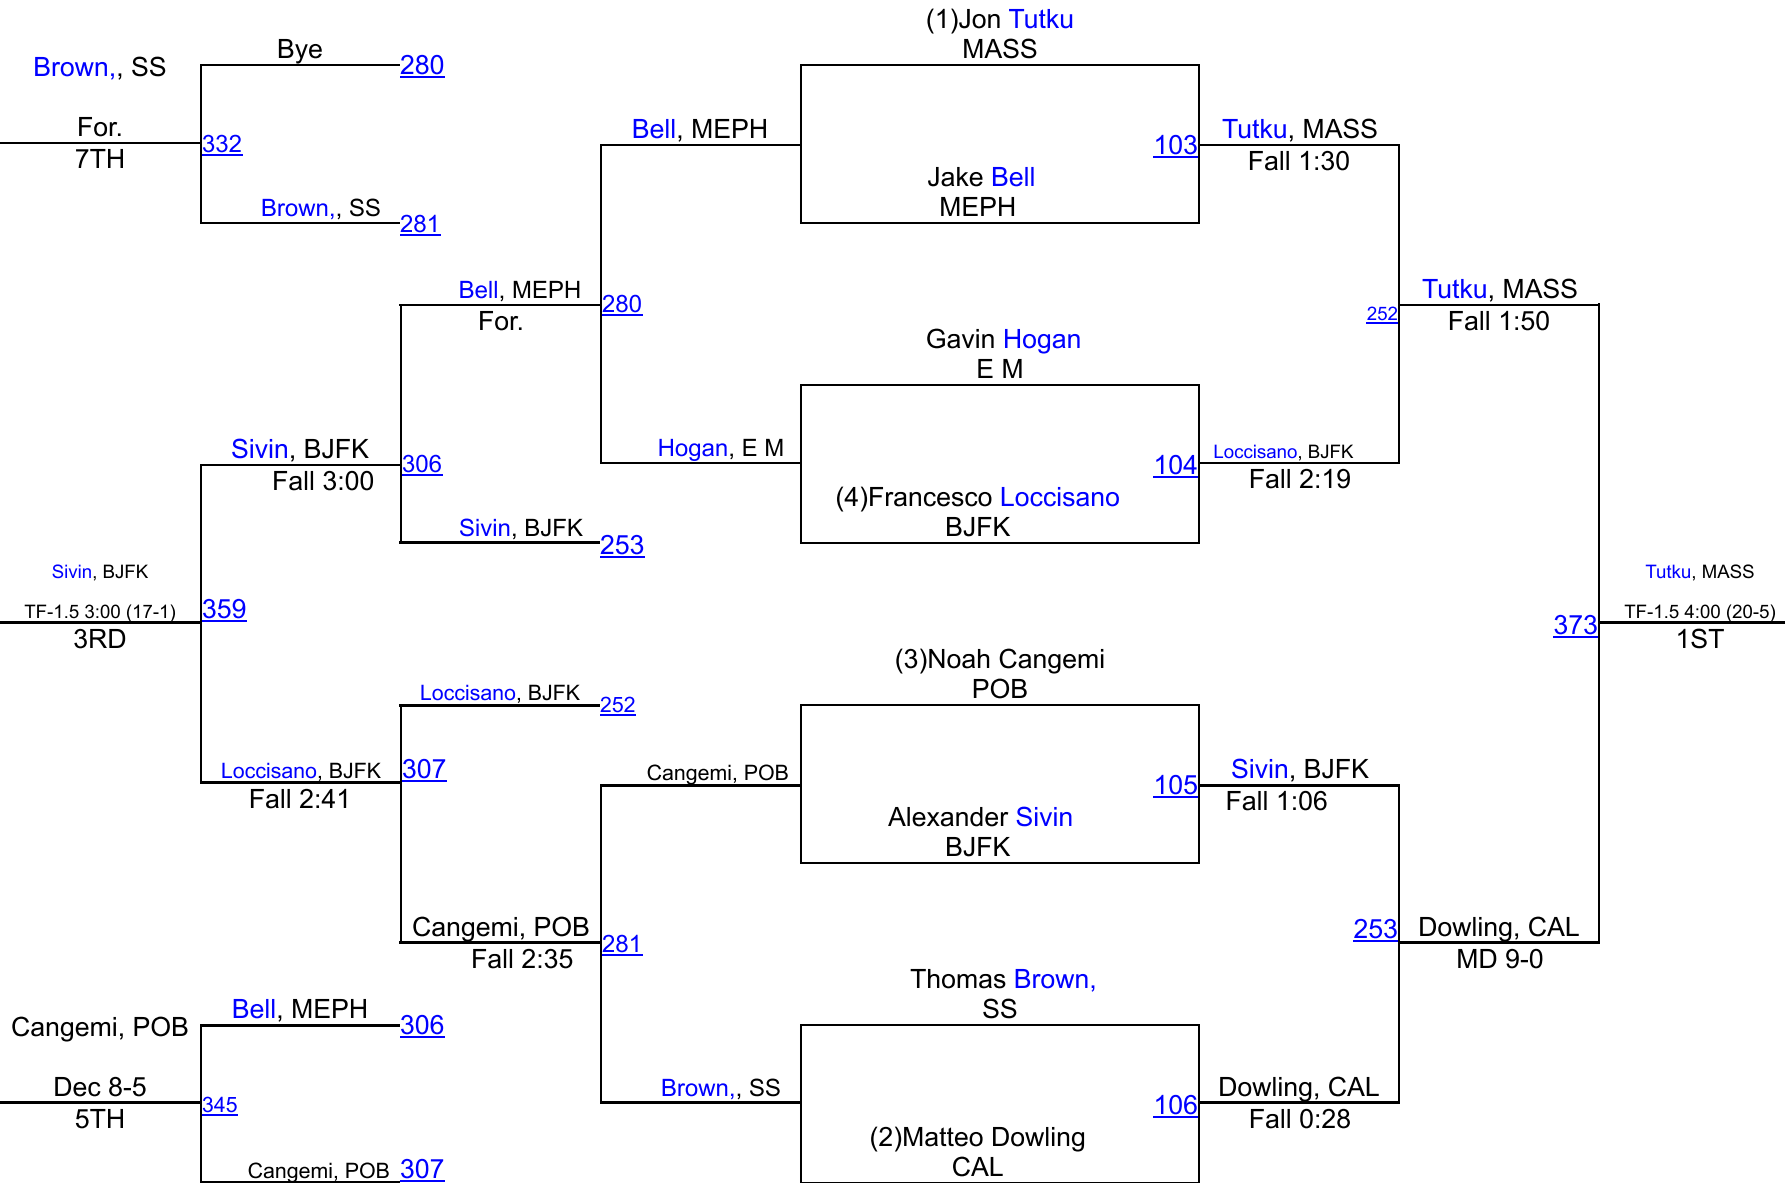 (1)Jon Tutku
MASS
Bye
280
Brown,, SS
For.
7TH
332
Bell, MEPH
103
Tutku, MASS
Fall 1:30
Jake Bell
MEPH
Brown,, SS
281
Bell, MEPH
For.
280
252
Tutku, MASS
Fall 1:50
Gavin Hogan
E M
Sivin, BJFK
Fall 3:00
306
Hogan, E M
104
Loccisano, BJFK
Fall 2:19
(4)Francesco Loccisano
BJFK
Sivin, BJFK
253
Sivin, BJFK
TF-1.5 3:00 (17-1)
3RD
359
373
Tutku, MASS
TF-1.5 4:00 (20-5)
1ST
(3)Noah Cangemi
POB
Loccisano, BJFK
252
Loccisano, BJFK
Fall 2:41
307
Cangemi, POB
105
Sivin, BJFK
Fall 1:06
Alexander Sivin
BJFK
Cangemi, POB
Fall 2:35
281
253
Dowling, CAL
MD 9-0
Thomas Brown,
SS
Bell, MEPH
306
Cangemi, POB
Dec 8-5
5TH
345
Brown,, SS
106
Dowling, CAL
Fall 0:28
(2)Matteo Dowling
CAL
Cangemi, POB
307